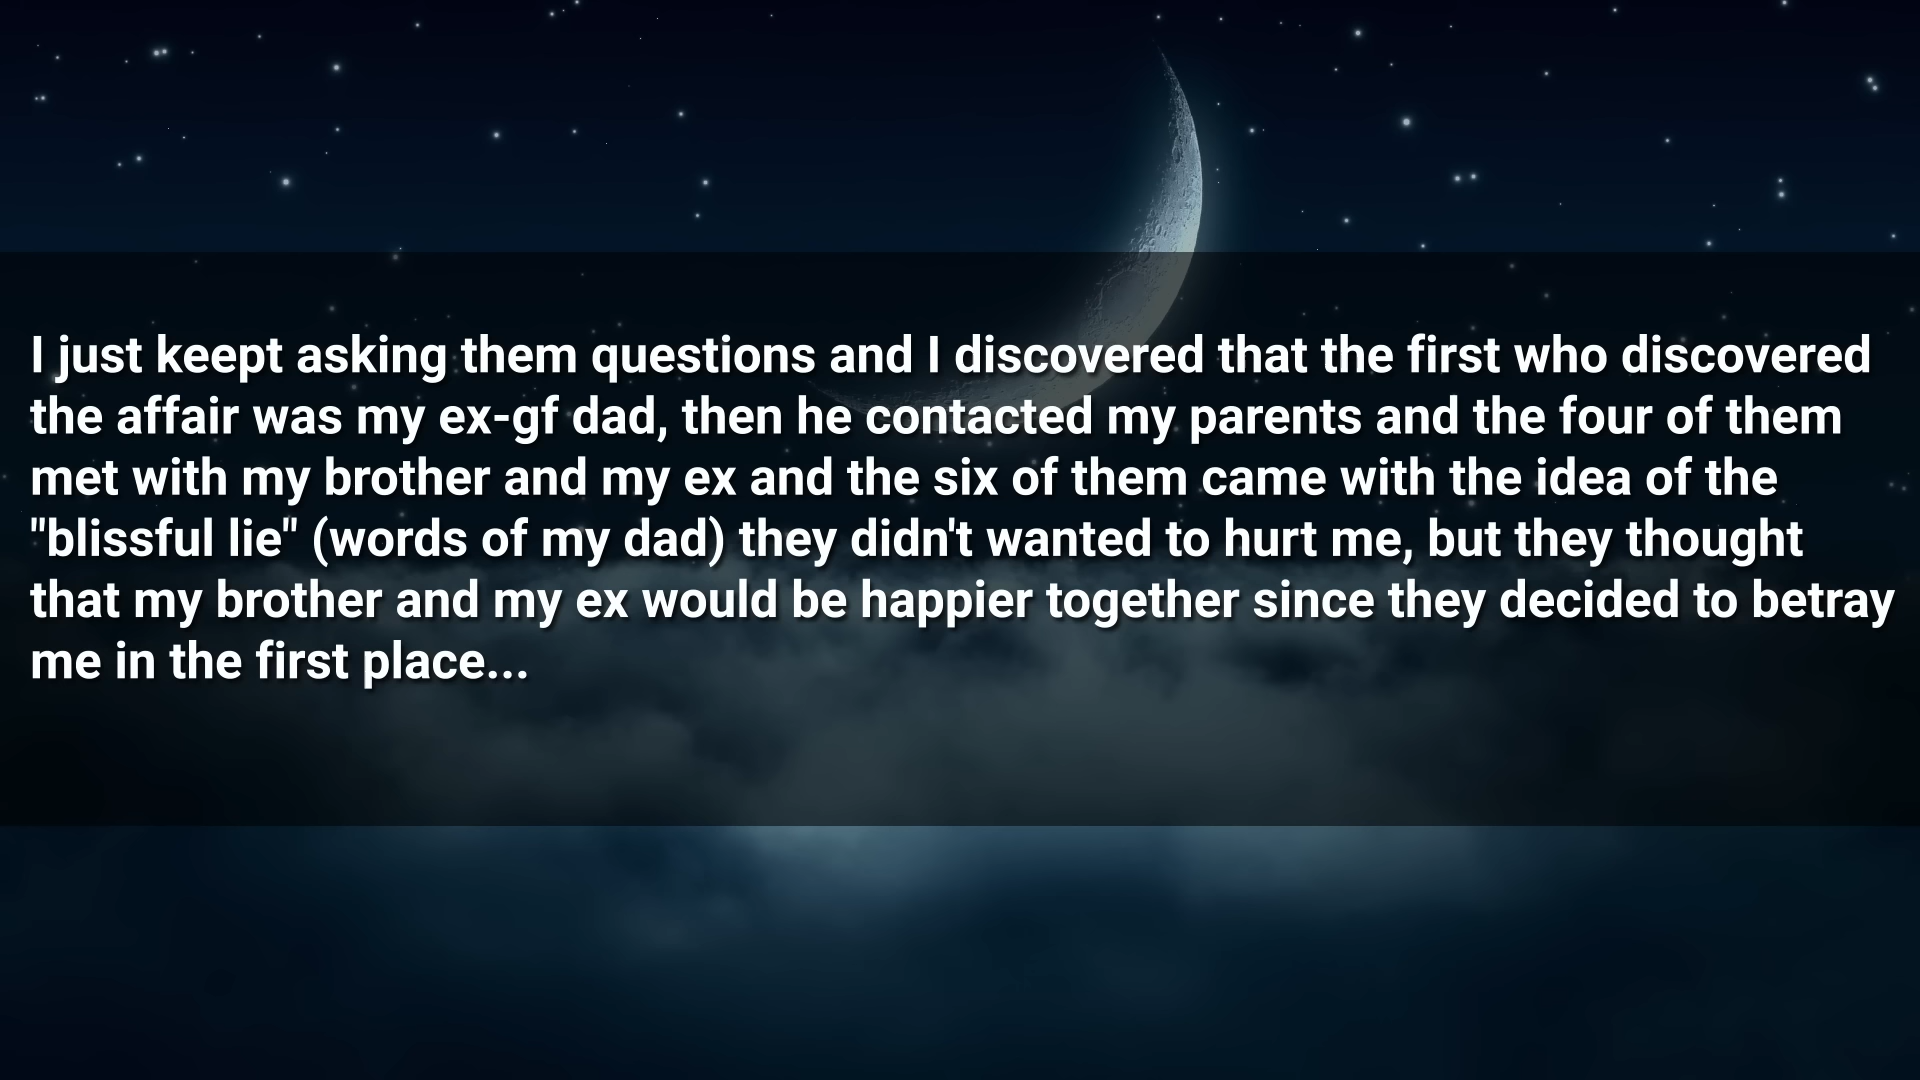 I just keept asking them questions and I discovered that the first who discovered
the affair was my ex-gf dad, then he contacted my parents and the four of them
met with my brother and my ex and the six of them came with the idea of the
"blissful lie" (words of my dad) they didn't wanted to hurt me, but they thought
that my brother and my ex would be happier together since they decided to betray
me in the first place...